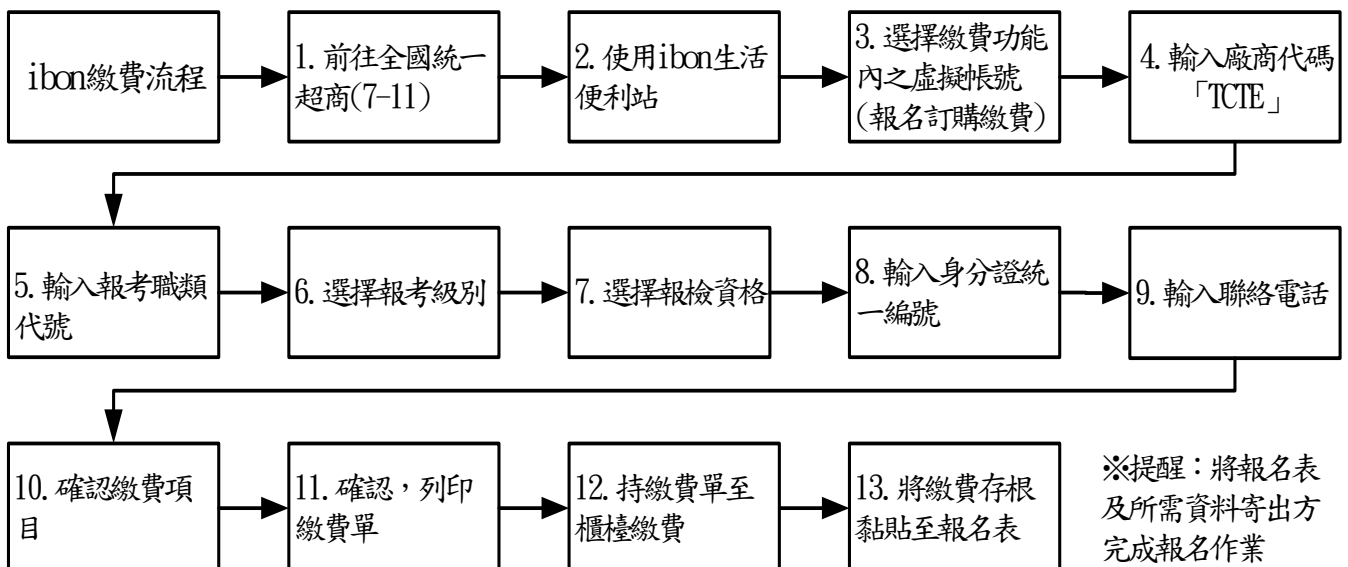 ibon繳費流程
1. 前往全國統一
超商(7-11)
2. 使用ibon生活
便利站
3. 選擇繳費功能
內之虛擬帳號
(報名訂購繳費)
4. 輸入廠商代碼
「TCTE」
5. 輸入報考職類
代號
6. 選擇報考級別
7. 選擇報檢資格
8. 輸入身分證統
一編號
9. 輸入聯絡電話
10. 確認繳費項
目
11. 確認，列印
繳費單
12. 持繳費單至
櫃檯繳費
13. 將繳費存根
黏貼至報名表
※提醒：將報名表
及所需資料寄出方
完成報名作業